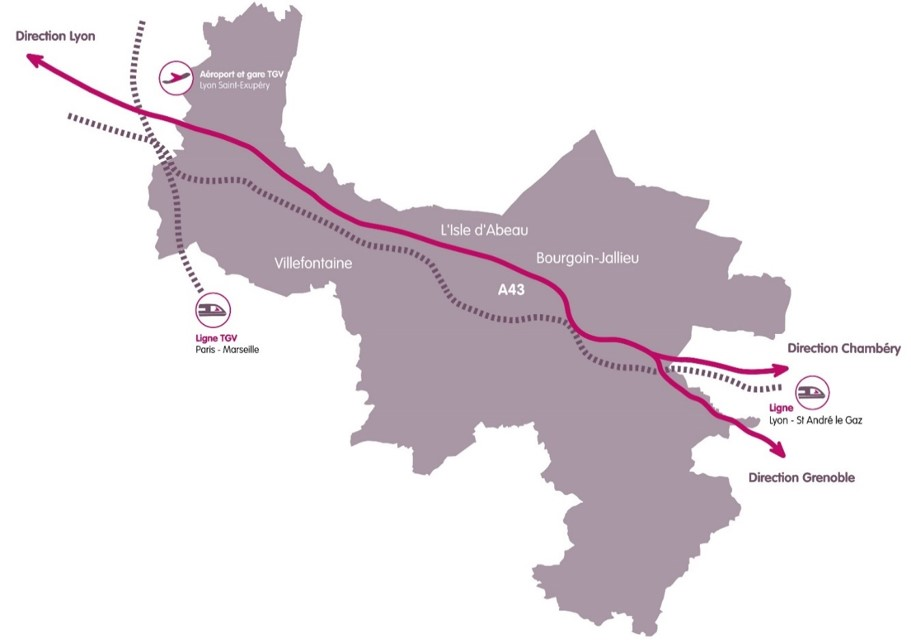 Direction Lyon
Aéroport et gare TGV
Lyon Saint-Exupéry
L'Isle d'Abeau
Bourgoin-Jallieu
Villefontaine
A43
Ligne TGV
Paris - Marseille
Direction Chambéry
Ligne
Lyon - St André le Gaz
Direction Grenoble